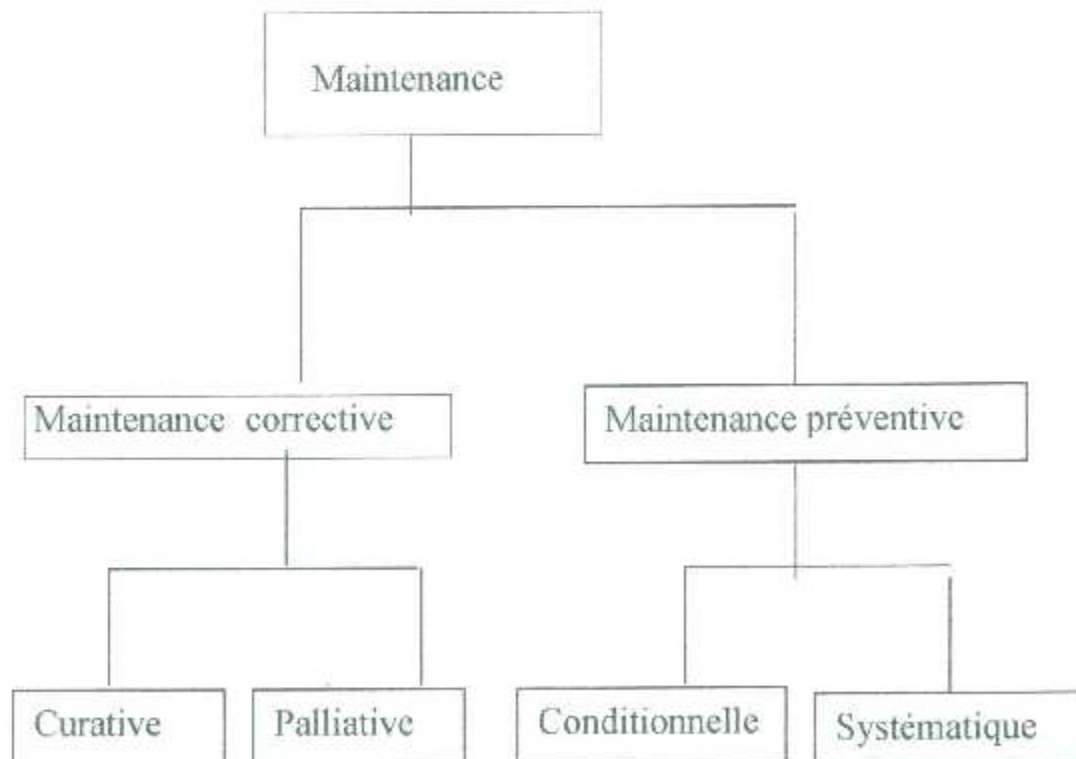 Maintenance
Maintenance corrective
Maintenance préventive
Curative
Palliative
Conditionnelle
Systématique